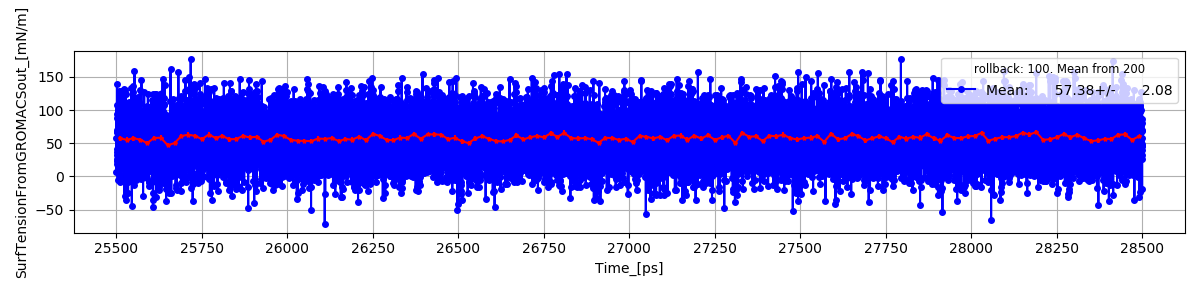 SurfTensionFromGROMACSout_[mN/m]
150
100
50
0
−50
rollback: 100. Mean from 200
Mean: 57.38+/- 2.08
25500 25750 26000 26250 26500 26750 27000 27250 27500 27750 28000 28250 28500
Time_[ps]